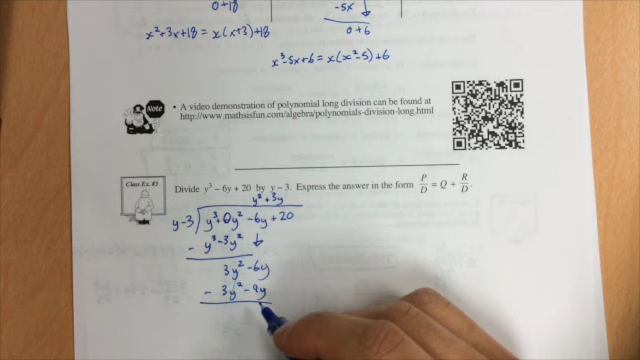 0+18
x²+3x+18 = x(x+3)+18
-5x
0+6
x³-5x+6 = x(x²-5)+6
Note
• A video demonstration of polynomial long division can be found at
http://www.mathsisfun.com/algebra/polynomials-division-long.html
Class Ex. #3
Divide y³ – 6y + 20 by y – 3. Express the answer in the form P/D = Q + R/D.
y² + 3y
y-3 y³+0y² -6y +20
- y³-3y²
3y² -6y
- 3y² -9y